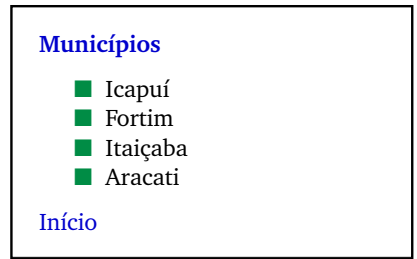 Municípios
Icapuí
Fortim
Itaiçaba
Aracati
Início